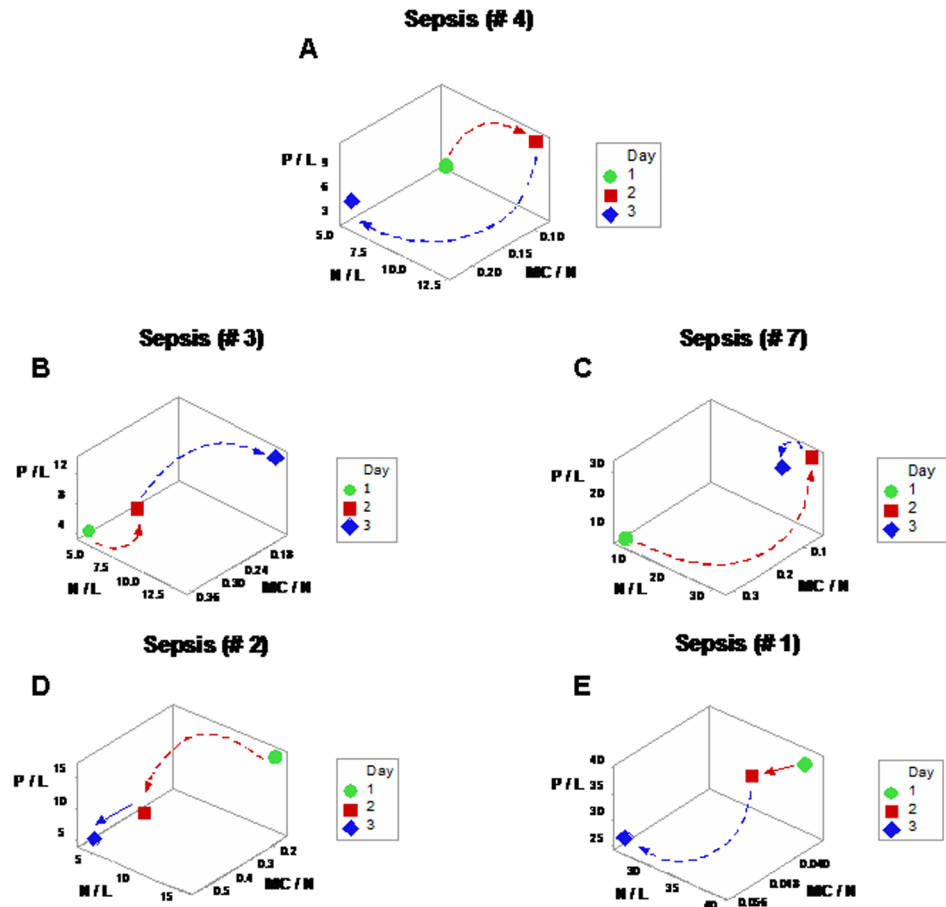 Sepsis (# 4)
A
P / L
9
6
3
5.0
7.5
10.0
12.5
N / L
0.10
0.15
0.20
MC / N
Day
1
2
3
Sepsis (# 3)
B
P / L
12
8
4
5.0
7.5
10.0
12.5
N / L
0.18
0.24
0.30
0.36
MC / N
Day
1
2
3
Sepsis (# 7)
C
P / L
30
20
10
10
20
30
N / L
0.1
0.2
0.3
MC / N
Day
1
2
3
Sepsis (# 2)
D
P / L
15
10
5
5
10
15
N / L
0.2
0.3
0.4
0.5
MC / N
Day
1
2
3
Sepsis (# 1)
E
P / L
40
35
30
25
30
35
40
N / L
0.040
0.048
0.056
MC / N
Day
1
2
3